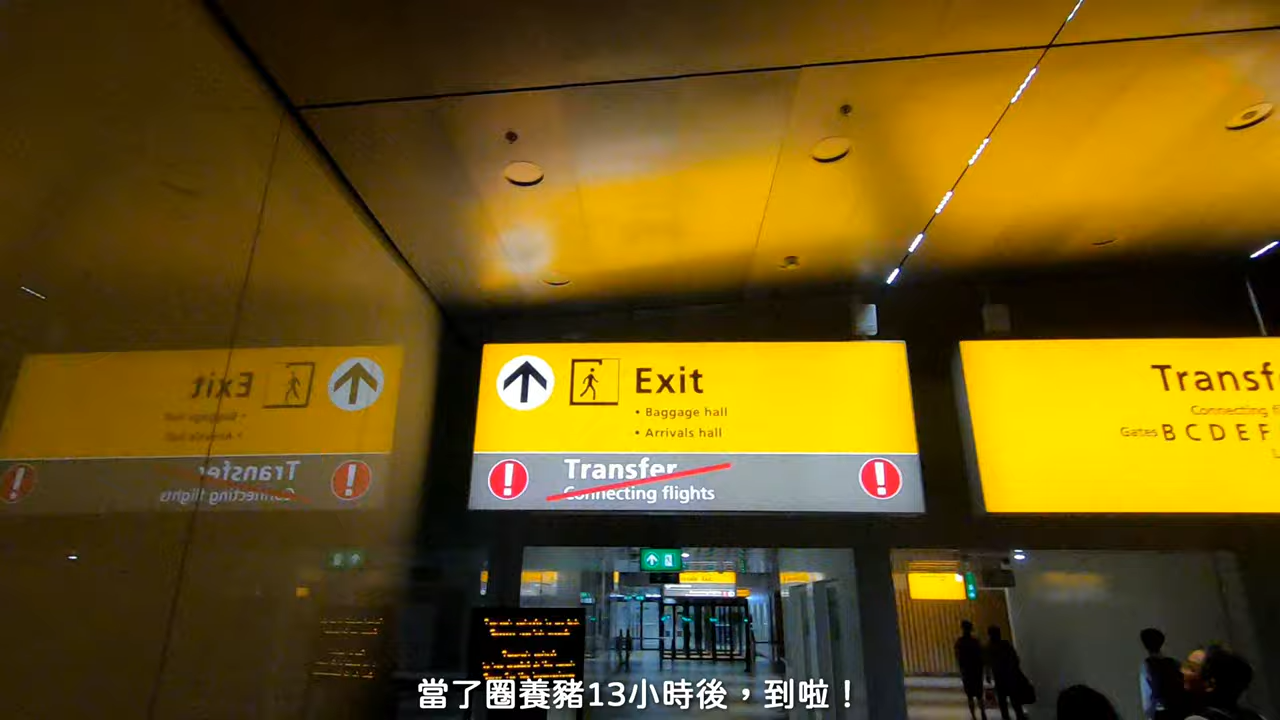 Exit
• Baggage hall
• Arrivals hall
Transfer
Connecting flights
Transf
Connecting f
Gates B C D E F
當了圈養豬13小時後，到啦！